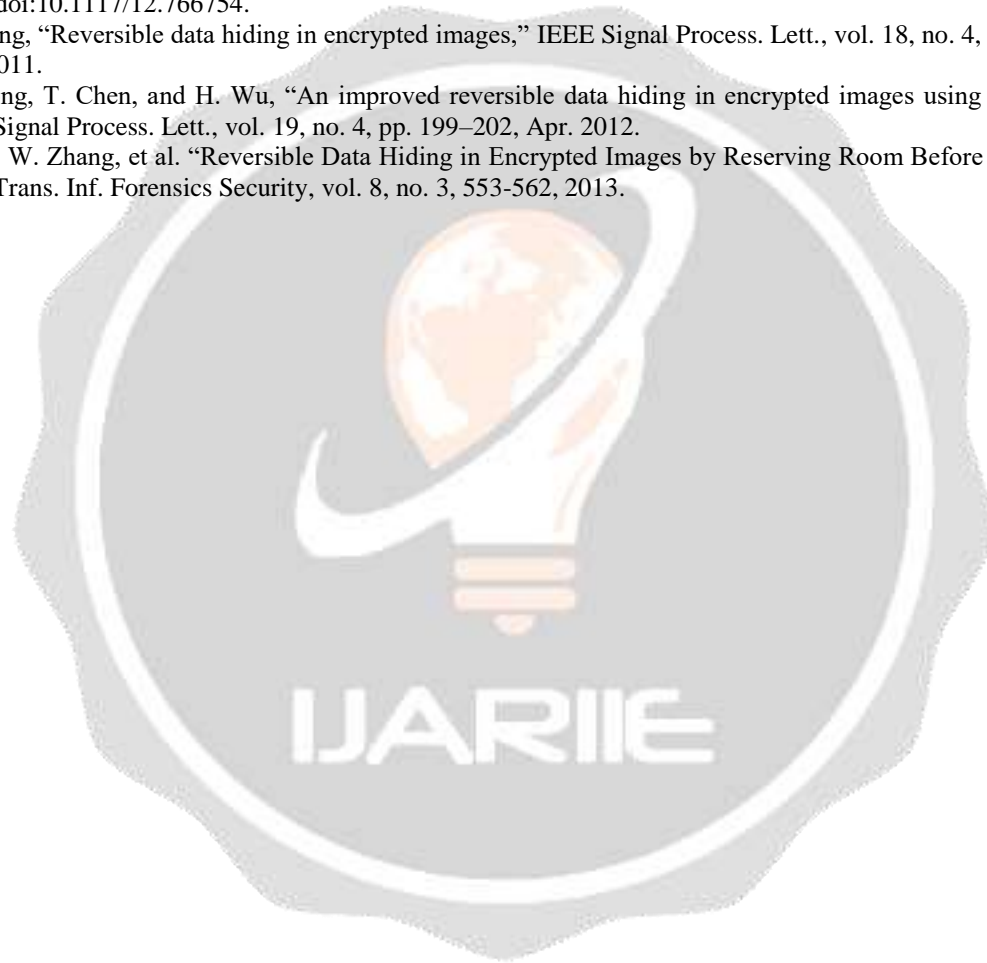 doi:10.1117/12.766754.
ng, “Reversible data hiding in encrypted images,” IEEE Signal Process. Lett., vol. 18, no. 4,
011.
ng, T. Chen, and H. Wu, “An improved reversible data hiding in encrypted images using
Signal Process. Lett., vol. 19, no. 4, pp. 199–202, Apr. 2012.
W. Zhang, et al. “Reversible Data Hiding in Encrypted Images by Reserving Room Before
Trans. Inf. Forensics Security, vol. 8, no. 3, 553-562, 2013.
IJARIIE